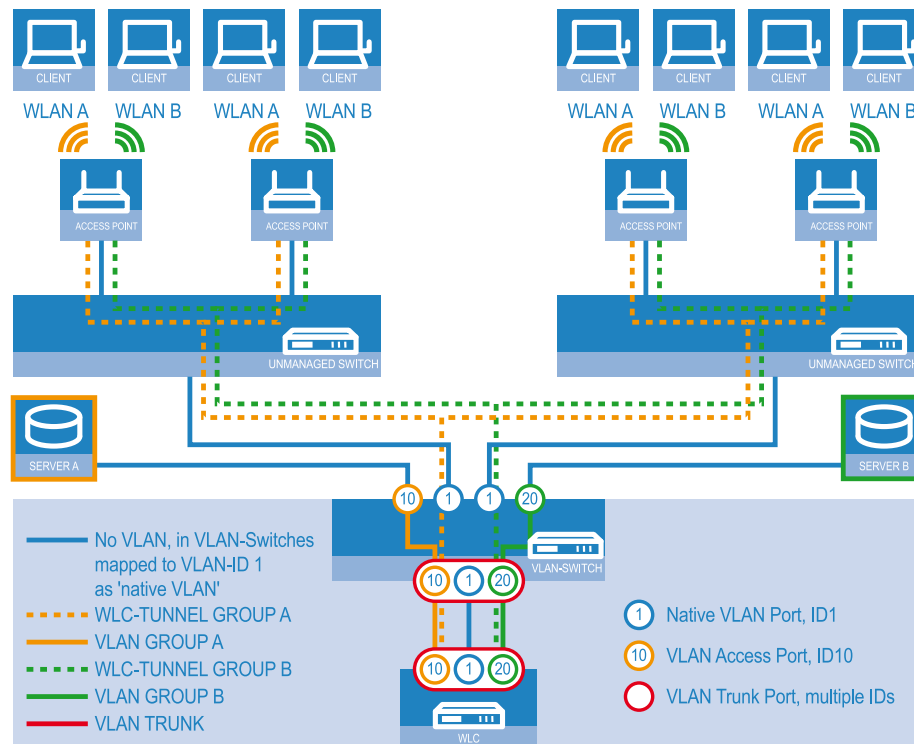 CLIENT CLIENT CLIENT CLIENT CLIENT CLIENT CLIENT CLIENT
WLAN A WLAN B WLAN A WLAN B WLAN A WLAN B WLAN A WLAN B
ACCESS POINT ACCESS POINT ACCESS POINT ACCESS POINT
UNMANAGED SWITCH UNMANAGED SWITCH
SERVER A SERVER B
10 1 1 20
VLAN-SWITCH
10 1 20
10 1 20
WLC
No VLAN, in VLAN-Switches
mapped to VLAN-ID 1
as 'native VLAN'
WLC-TUNNEL GROUP A
VLAN GROUP A
WLC-TUNNEL GROUP B
VLAN GROUP B
VLAN TRUNK
1 Native VLAN Port, ID1
10 VLAN Access Port, ID10
VLAN Trunk Port, multiple IDs